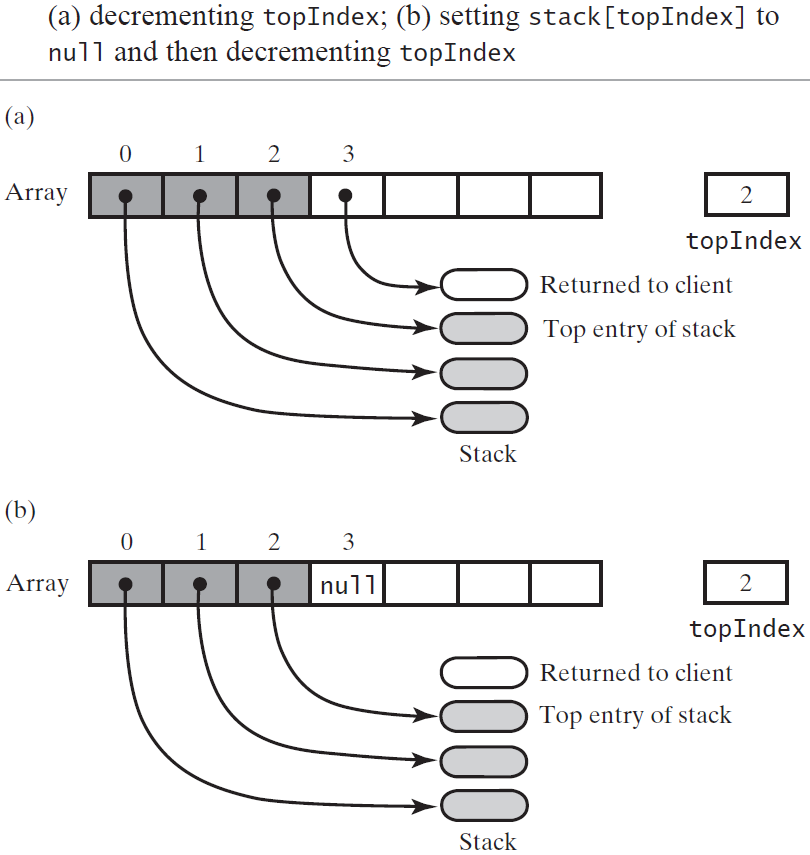 (a) decrementing topIndex; (b) setting stack[topIndex] to
null and then decrementing topIndex
(a)
0 1 2 3
Array 2
topIndex
Returned to client
Top entry of stack
Stack
(b)
0 1 2 3
Array null 2
topIndex
Returned to client
Top entry of stack
Stack